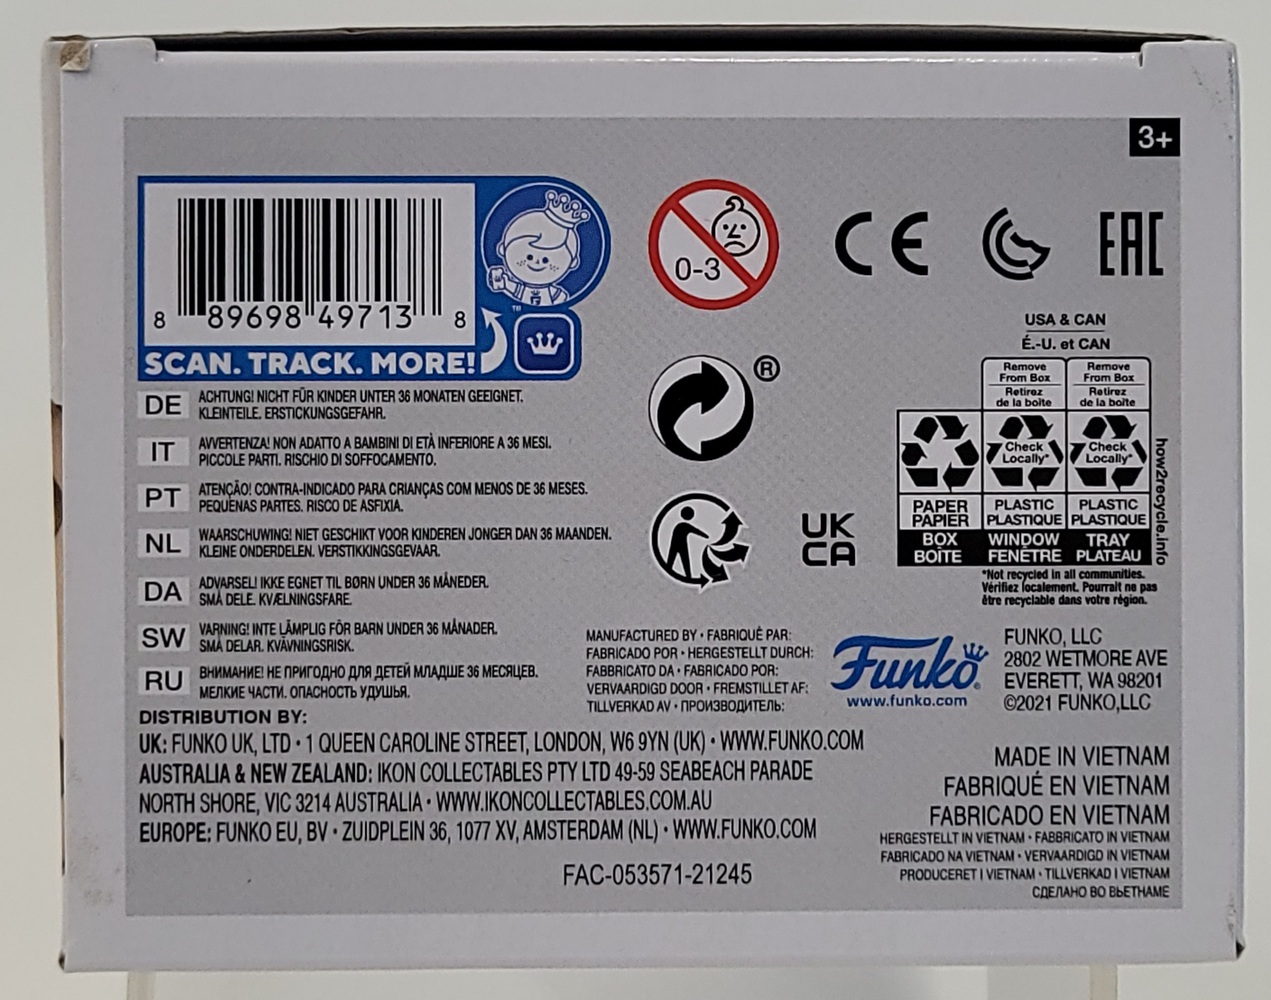 3+
8 89698 49713 8
™
SCAN. TRACK. MORE!
0-3
CE
EAC
®
UK
CA
USA & CAN
É.-U. et CAN
Remove From Box
Retirez de la boîte
Remove From Box
Retirez de la boîte
Check Locally*
Check Locally*
PAPER
PAPIER
PLASTIC
PLASTIQUE
PLASTIC
PLASTIQUE
BOX
BOÎTE
WINDOW
FENÊTRE
TRAY
PLATEAU
how2recycle.info
*Not recycled in all communities.
Vérifiez localement. Pourrait ne pas
être recyclable dans votre région.
DE ACHTUNG! NICHT FÜR KINDER UNTER 36 MONATEN GEEIGNET.
KLEINTEILE. ERSTICKUNGSGEFAHR.
IT AVVERTENZA! NON ADATTO A BAMBINI DI ETÀ INFERIORE A 36 MESI.
PICCOLE PARTI. RISCHIO DI SOFFOCAMENTO.
PT ATENÇÃO! CONTRA-INDICADO PARA CRIANÇAS COM MENOS DE 36 MESES.
PEQUENAS PARTES. RISCO DE ASFIXIA.
NL WAARSCHUWING! NIET GESCHIKT VOOR KINDEREN JONGER DAN 36 MAANDEN.
KLEINE ONDERDELEN. VERSTIKKINGSGEVAAR.
DA ADVARSEL! IKKE EGNET TIL BØRN UNDER 36 MÅNEDER.
SMÅ DELE. KVÆLNINGSFARE.
SW VARNING! INTE LÄMPLIG FÖR BARN UNDER 36 MÅNADER.
SMÅ DELAR. KVÄVNINGSRISK.
RU ВНИМАНИЕ! НЕ ПРИГОДНО ДЛЯ ДЕТЕЙ МЛАДШЕ 36 МЕСЯЦЕВ.
МЕЛКИЕ ЧАСТИ. ОПАСНОСТЬ УДУШЬЯ.
MANUFACTURED BY • FABRIQUÉ PAR:
FABRICADO POR • HERGESTELLT DURCH:
FABBRICATO DA • FABRICADO POR:
VERVAARDIGD DOOR • FREMSTILLET AF:
TILLVERKAD AV • ПРОИЗВОДИТЕЛЬ:
Funko®
www.funko.com
FUNKO, LLC
2802 WETMORE AVE
EVERETT, WA 98201
©2021 FUNKO,LLC
DISTRIBUTION BY:
UK: FUNKO UK, LTD • 1 QUEEN CAROLINE STREET, LONDON, W6 9YN (UK) • WWW.FUNKO.COM
AUSTRALIA & NEW ZEALAND: IKON COLLECTABLES PTY LTD 49-59 SEABEACH PARADE
NORTH SHORE, VIC 3214 AUSTRALIA • WWW.IKONCOLLECTABLES.COM.AU
EUROPE: FUNKO EU, BV • ZUIDPLEIN 36, 1077 XV, AMSTERDAM (NL) • WWW.FUNKO.COM
FAC-053571-21245
MADE IN VIETNAM
FABRIQUÉ EN VIETNAM
FABRICADO EN VIETNAM
HERGESTELLT IN VIETNAM • FABBRICATO IN VIETNAM
FABRICADO NA VIETNAM • VERVAARDIGD IN VIETNAM
PRODUCERET I VIETNAM • TILLVERKAD I VIETNAM
СДЕЛАНО ВО ВЬЕТНАМЕ